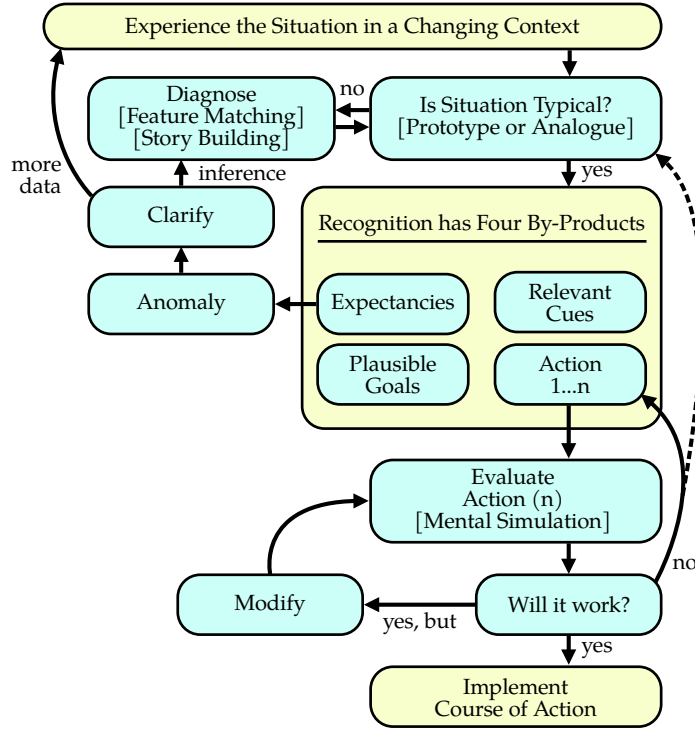 Experience the Situation in a Changing Context
Diagnose
[Feature Matching]
[Story Building]
no
Is Situation Typical?
[Prototype or Analogue]
more
data
inference
yes
Clarify
Recognition has Four By-Products
Anomaly
Expectancies
Relevant
Cues
Plausible
Goals
Action
1...n
Evaluate
Action (n)
[Mental Simulation]
no
Modify
yes, but
Will it work?
yes
Implement
Course of Action